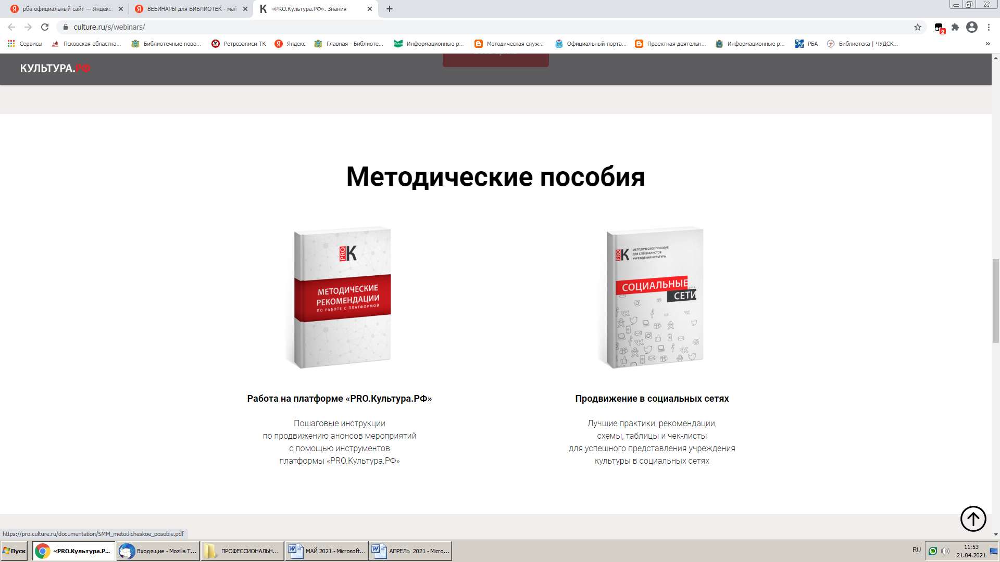 рба официальный сайт — Яндекс:
ВЕБИНАРЫ для БИБЛИОТЕК - май
«PRO.Культура.РФ». Знания
culture.ru/s/webinars/
2
Сервисы
Псковская областна...
Библиотечные ново...
Ретрозаписи ТК
Яндекс
Главная - Библиоте...
Информационные р...
Методическая служ...
Официальный порта...
Проектная деятельн...
Информационные р...
РБА
Библиотека | ЧУДСК...
КУЛЬТУРА.РФ
Методические пособия
PRO К
МЕТОДИЧЕСКИЕ
РЕКОМЕНДАЦИИ
ПО РАБОТЕ С ПЛАТФОРМОЙ
PRO К
МЕТОДИЧЕСКОЕ ПОСОБИЕ
ДЛЯ СПЕЦИАЛИСТОВ
УЧРЕЖДЕНИЙ КУЛЬТУРЫ
СОЦИАЛЬНЫЕ
СЕТИ
Работа на платформе «PRO.Культура.РФ»
Пошаговые инструкции
по продвижению анонсов мероприятий
с помощью инструментов
платформы «PRO.Культура.РФ»
Продвижение в социальных сетях
Лучшие практики, рекомендации,
схемы, таблицы и чек-листы
для успешного представления учреждения
культуры в социальных сетях
https://pro.culture.ru/documentation/SMM_metodicheskoe_posobie.pdf
Пуск
«PRO.Культура.Р...
Входящие - Mozilla T...
ПРОФЕССИОНАЛЬН...
МАЙ 2021 - Microsoft...
АПРЕЛЬ 2021 - Micro...
RU
11:53
21.04.2021